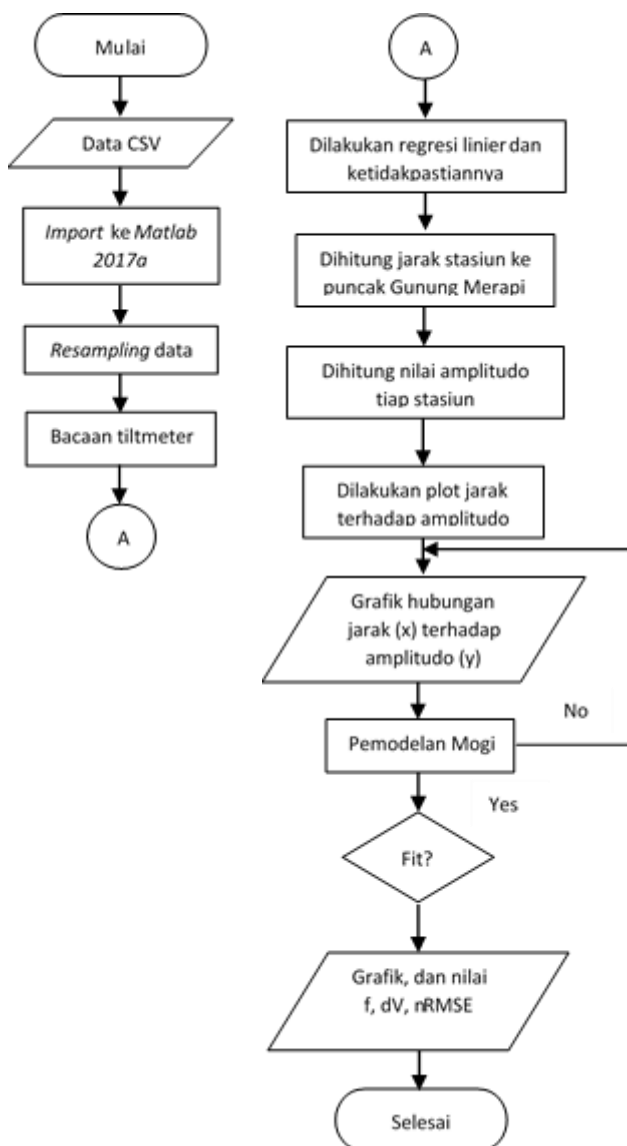 Mulai
Data CSV
Import ke Matlab
2017a
Resampling data
Bacaan tiltmeter
A
A
Dilakukan regresi linier dan
ketidakpastiannya
Dihitung jarak stasiun ke
puncak Gunung Merapi
Dihitung nilai amplitudo
tiap stasiun
Dilakukan plot jarak
terhadap amplitudo
Grafik hubungan
jarak (x) terhadap
amplitudo (y)
No
Pemodelan Mogi
Yes
Fit?
Grafik, dan nilai
f, dV, nRMSE
Selesai